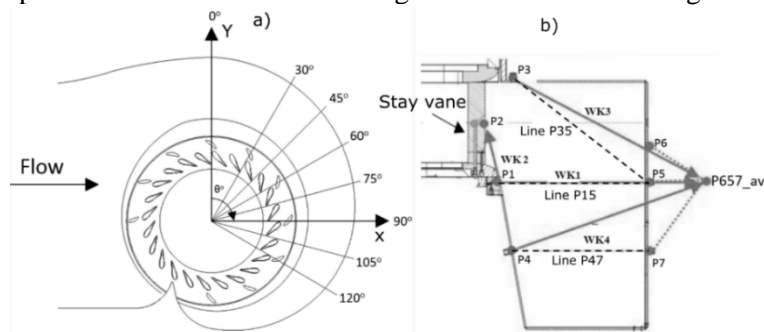 0°
Y
a)
30°
45°
60°
75°
θ°
90°
x
105°
120°
Flow
b)
P3
Stay vane
P2
WK3
Line P35
P6
WK 2
P1
WK1
P5
P657_av
Line P15
P4
WK4
P7
Line P47